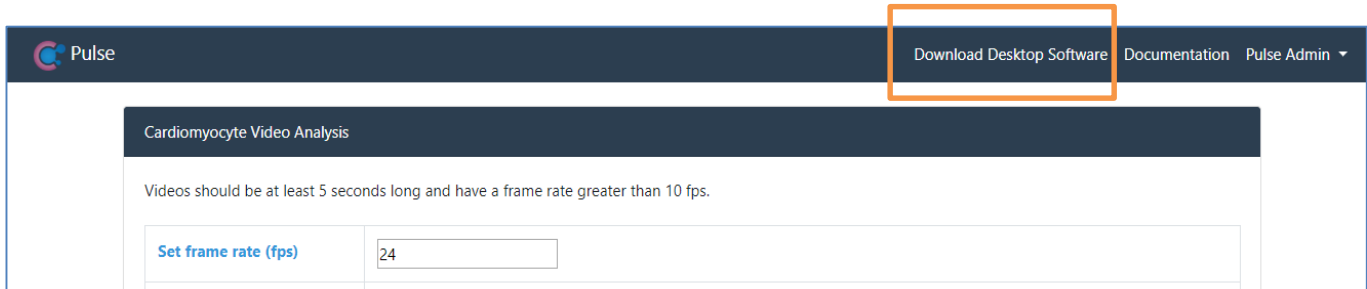 Pulse Download Desktop Software Documentation Pulse Admin
Cardiomyocyte Video Analysis
Videos should be at least 5 seconds long and have a frame rate greater than 10 fps.
Set frame rate (fps) 24